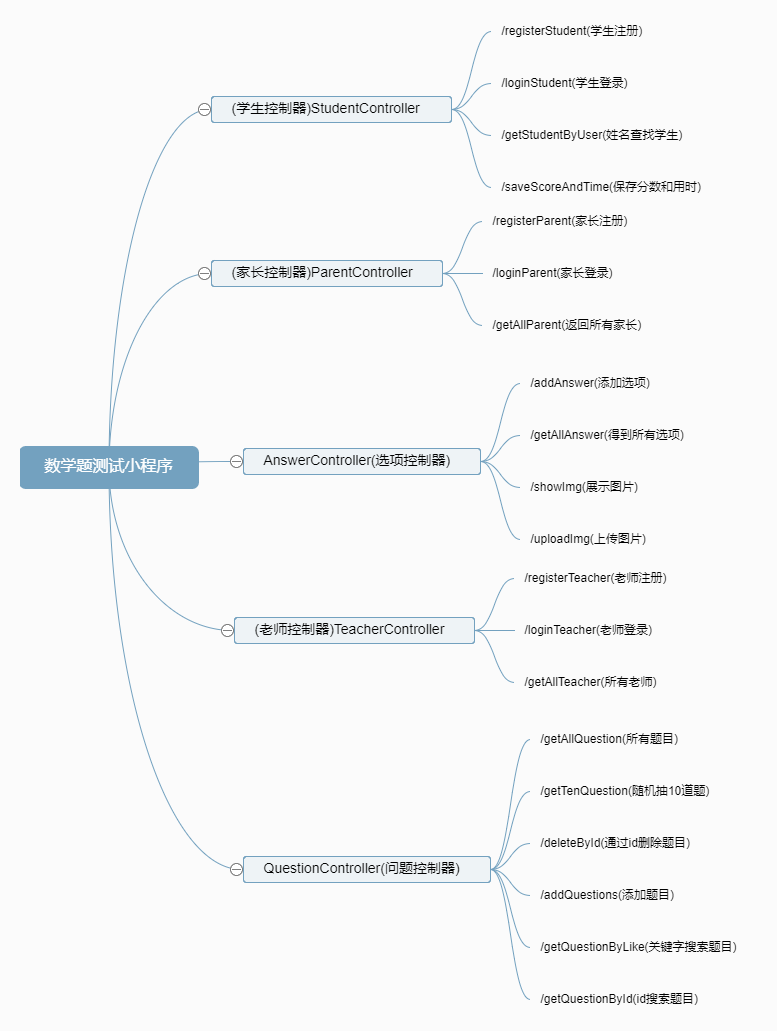 数学题测试小程序
(学生控制器)StudentController
/registerStudent(学生注册)
/loginStudent(学生登录)
/getStudentByUser(姓名查找学生)
/saveScoreAndTime(保存分数和用时)
(家长控制器)ParentController
/registerParent(家长注册)
/loginParent(家长登录)
/getAllParent(返回所有家长)
AnswerController(选项控制器)
/addAnswer(添加选项)
/getAllAnswer(得到所有选项)
/showImg(展示图片)
/uploadImg(上传图片)
(老师控制器)TeacherController
/registerTeacher(老师注册)
/loginTeacher(老师登录)
/getAllTeacher(所有老师)
QuestionController(问题控制器)
/getAllQuestion(所有题目)
/getTenQuestion(随机抽10道题)
/deleteById(通过id删除题目)
/addQuestions(添加题目)
/getQuestionByLike(关键字搜索题目)
/getQuestionById(id搜索题目)